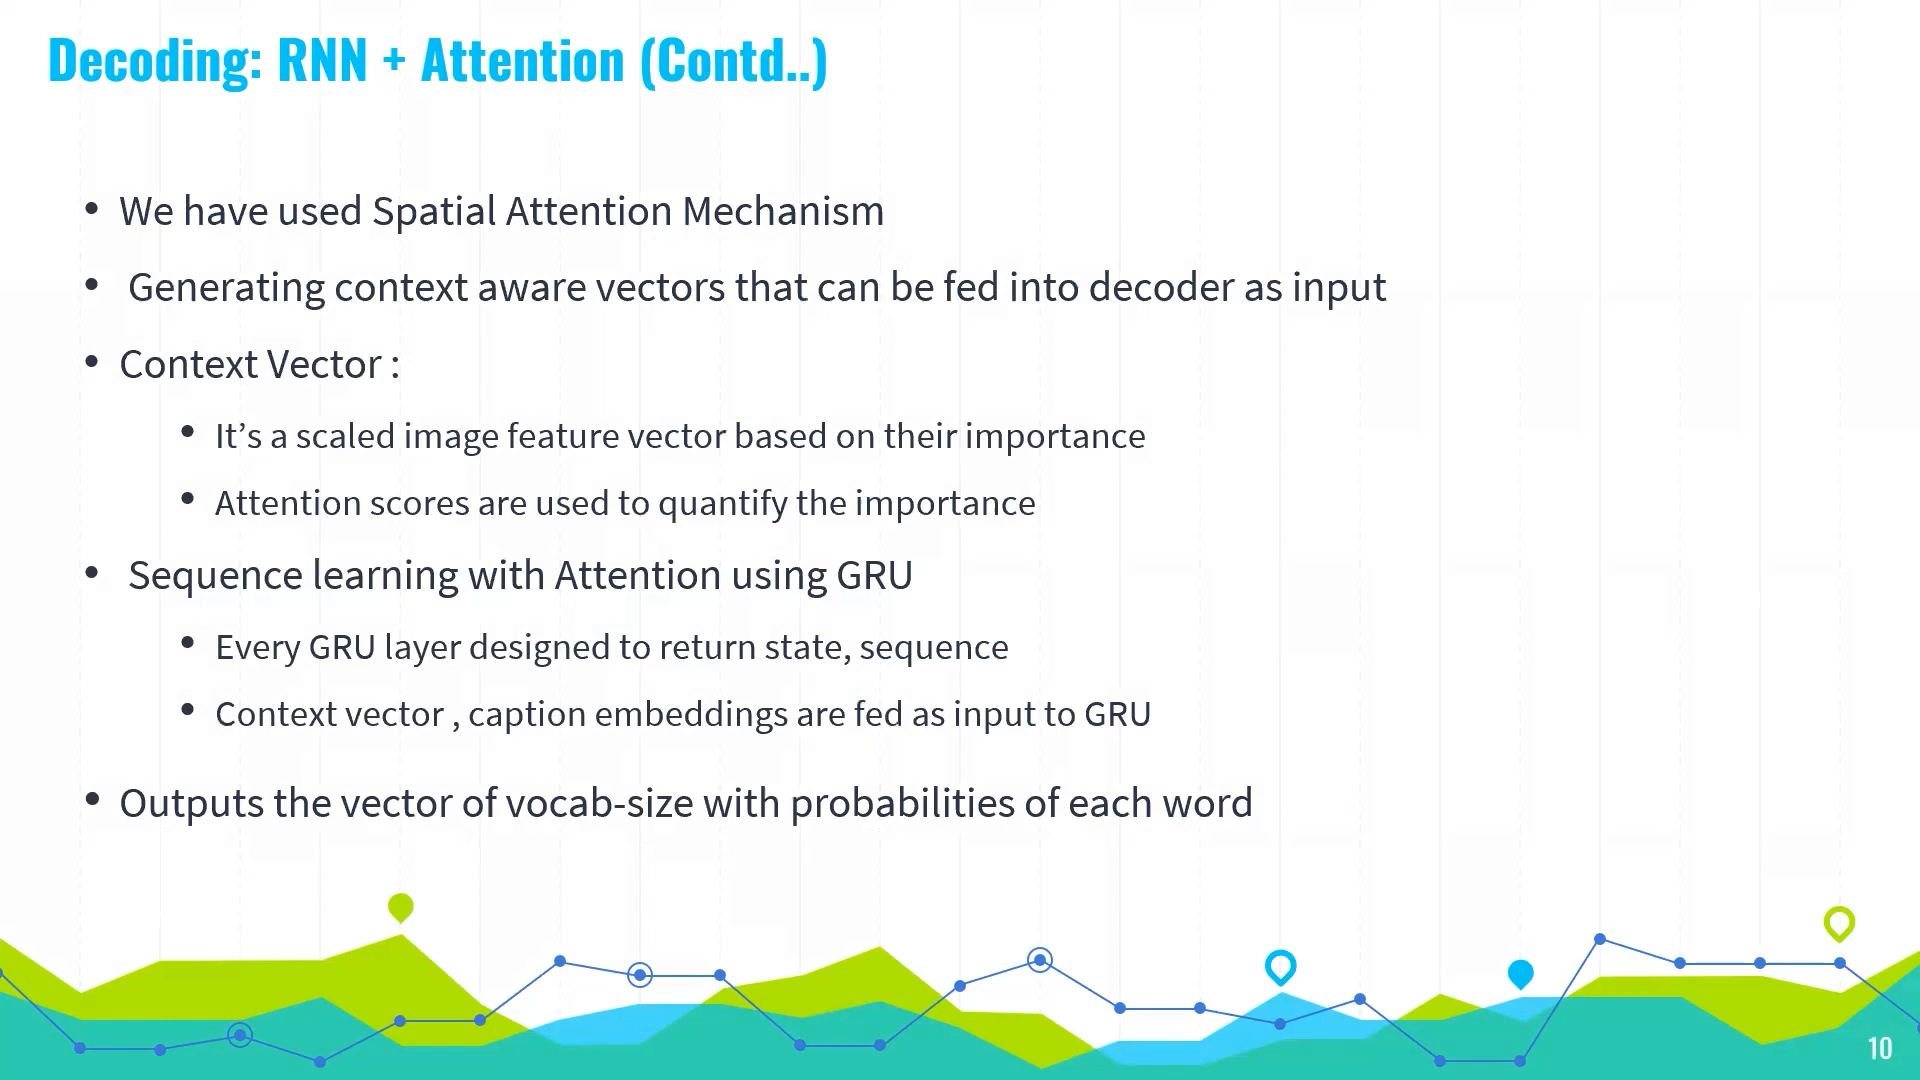 Decoding: RNN + Attention (Contd..)
• We have used Spatial Attention Mechanism
• Generating context aware vectors that can be fed into decoder as input
• Context Vector :
• It’s a scaled image feature vector based on their importance
• Attention scores are used to quantify the importance
• Sequence learning with Attention using GRU
• Every GRU layer designed to return state, sequence
• Context vector , caption embeddings are fed as input to GRU
• Outputs the vector of vocab-size with probabilities of each word
10